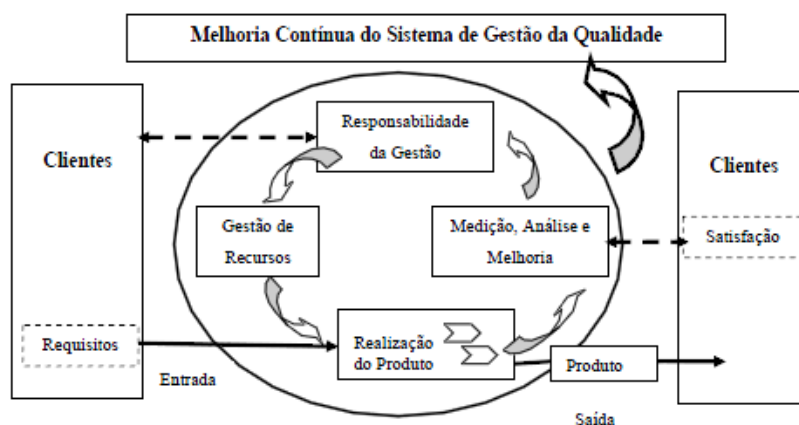 Melhoria Contínua do Sistema de Gestão da Qualidade
Clientes
Responsabilidade
da Gestão
Clientes
Gestão de
Recursos
Medição, Análise e
Melhoria
Satisfação
Requisitos
Realização
do Produto
Produto
Entrada
Saída